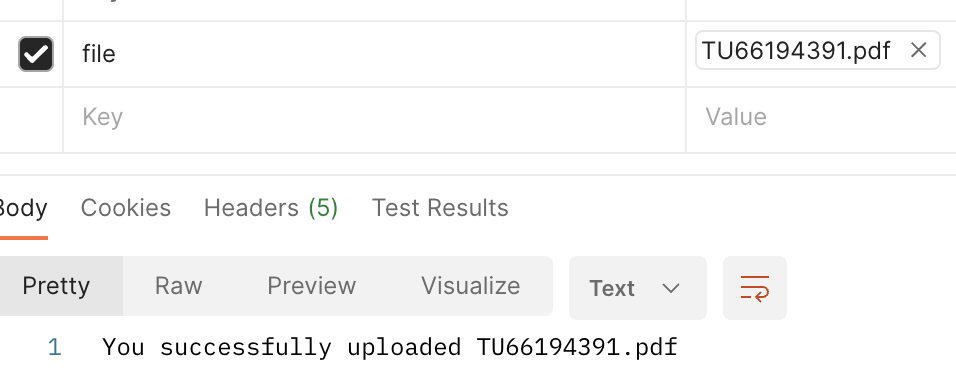 file TU66194391.pdf
Key Value
Body Cookies Headers (5) Test Results
Pretty Raw Preview Visualize Text
1 You successfully uploaded TU66194391.pdf